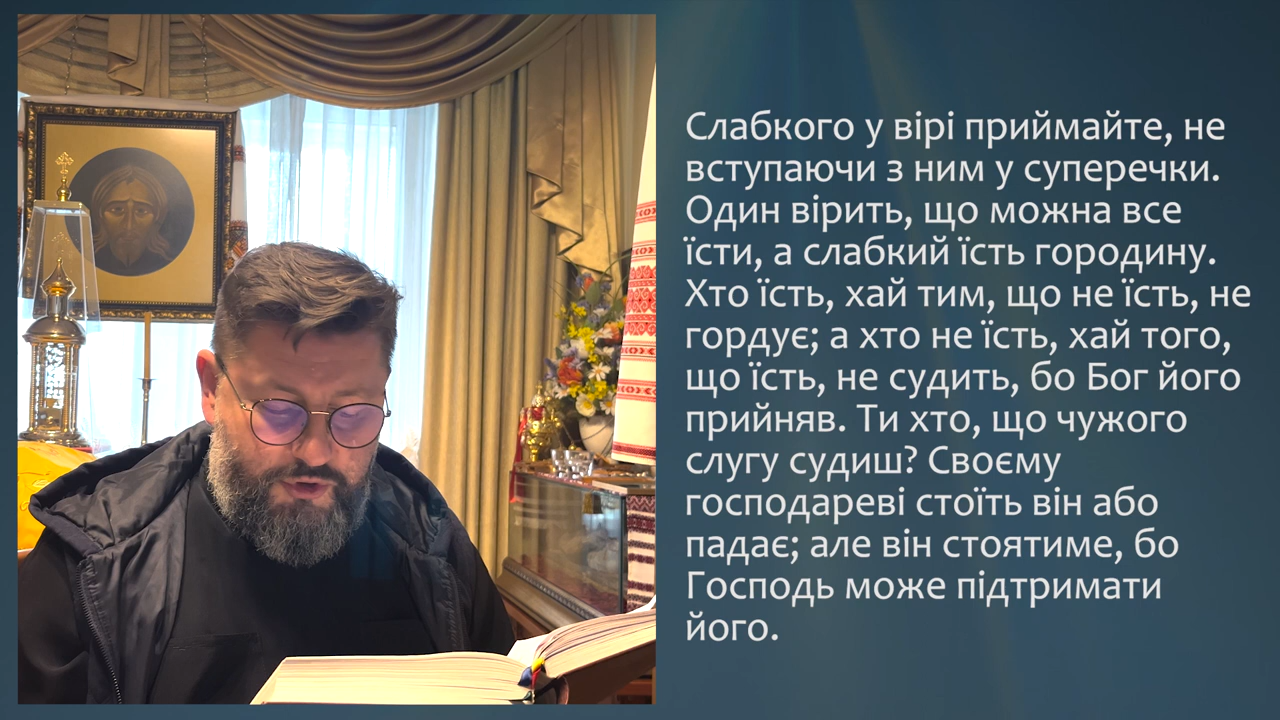 Слабкого у вірі приймайте, не
вступаючи з ним у суперечки.
Один вірить, що можна все
їсти, а слабкий їсть городину.
Хто їсть, хай тим, що не їсть, не
гордує; а хто не їсть, хай того,
що їсть, не судить, бо Бог його
прийняв. Ти хто, що чужого
слугу судиш? Своєму
господареві стоїть він або
падає; але він стоятиме, бо
Господь може підтримати
його.